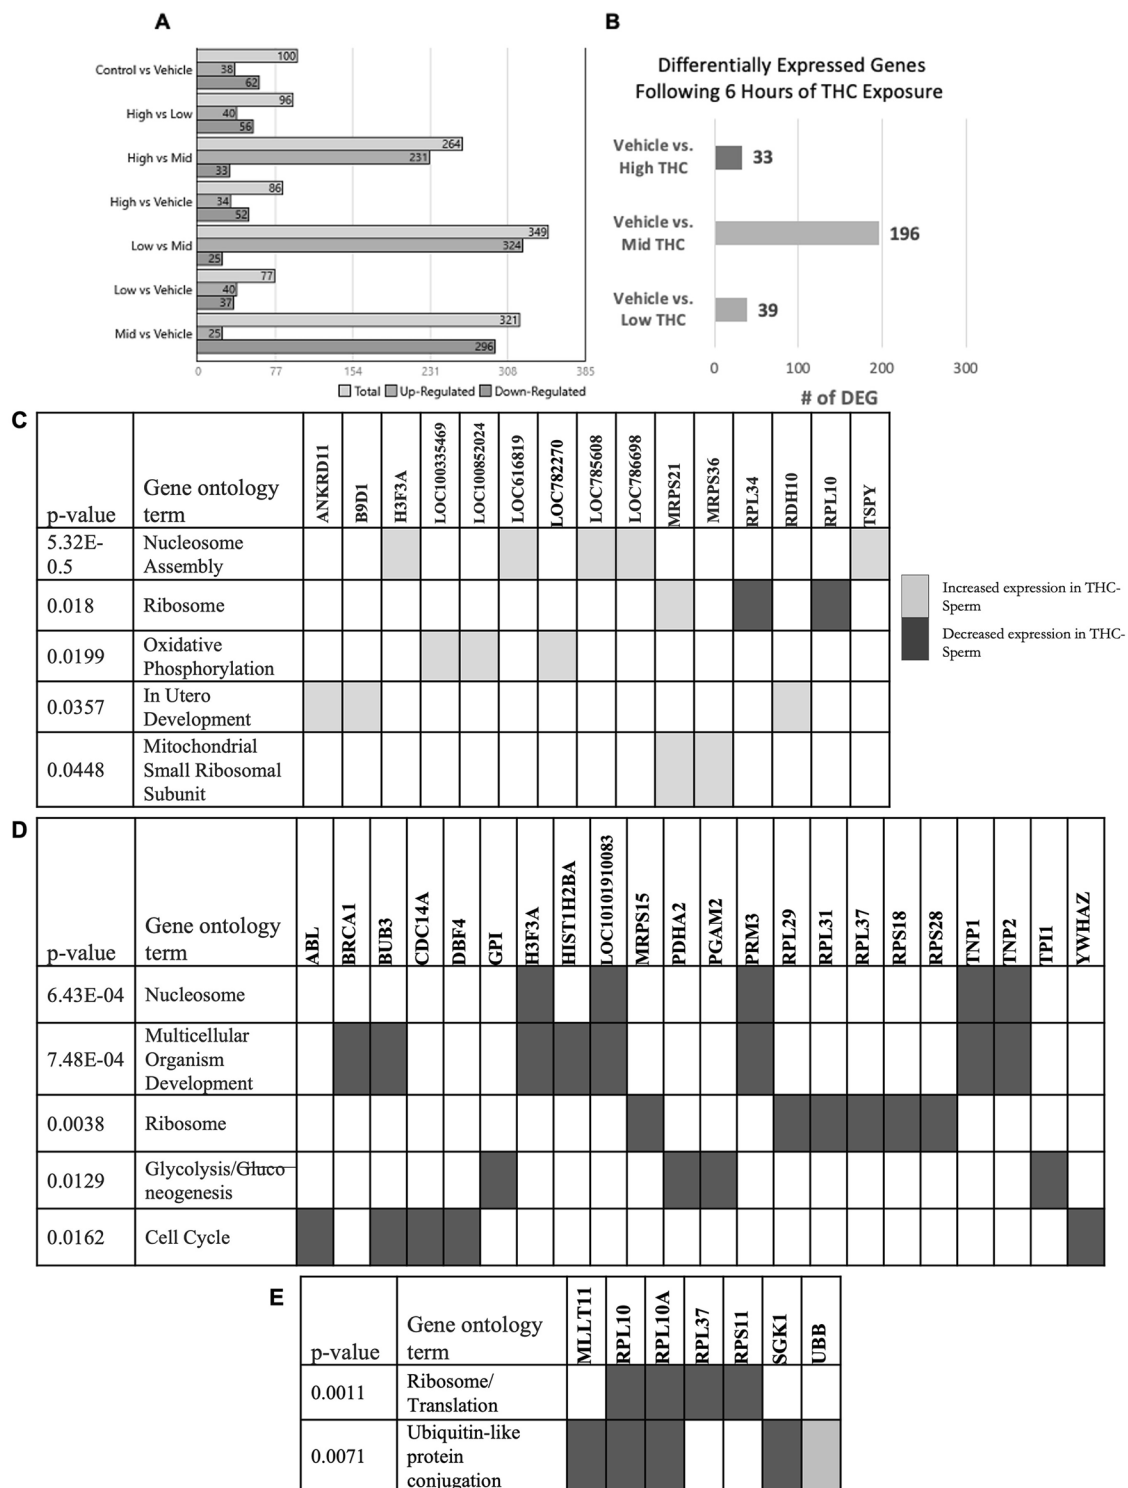 A
Control vs Vehicle
100
38
62
High vs Low
96
40
56
High vs Mid
264
231
33
High vs Vehicle
86
34
52
Low vs Mid
349
324
25
Low vs Vehicle
77
40
37
Mid vs Vehicle
321
25
296
0 77 154 231 308 385
Total Up-Regulated Down-Regulated
B
Differentially Expressed Genes
Following 6 Hours of THC Exposure
Vehicle vs.
High THC
33
Vehicle vs.
Mid THC
196
Vehicle vs.
Low THC
39
0 100 200 300
# of DEG
C
p-value
Gene ontology
term
ANKRD11
B9D1
H3F3A
LOC100335469
LOC100852024
LOC616819
LOC782270
LOC785608
LOC786698
MRPS21
MRPS36
RPL34
RDH10
RPL10
TSPY
5.32E-
0.5
Nucleosome
Assembly
0.018
Ribosome
0.0199
Oxidative
Phosphorylation
0.0357
In Utero
Development
0.0448
Mitochondrial
Small Ribosomal
Subunit
Increased expression in THC-
Sperm
Decreased expression in THC-
Sperm
D
p-value
Gene ontology
term
ABL
BRCA1
BUB3
CDC14A
DBF4
GPI
H3F3A
HIST1H2BA
LOC10101910083
MRPS15
PDHA2
PGAM2
PRM3
RPL29
RPL31
RPL37
RPS18
RPS28
TNP1
TNP2
TPI1
YWHAZ
6.43E-04
Nucleosome
7.48E-04
Multicellular
Organism
Development
0.0038
Ribosome
0.0129
Glycolysis/Gluco
neogenesis
0.0162
Cell Cycle
E
p-value
Gene ontology
term
MLLT11
RPL10
RPL10A
RPL37
RPS11
SGK1
UBB
0.0011
Ribosome/
Translation
0.0071
Ubiquitin-like
protein
conjugation